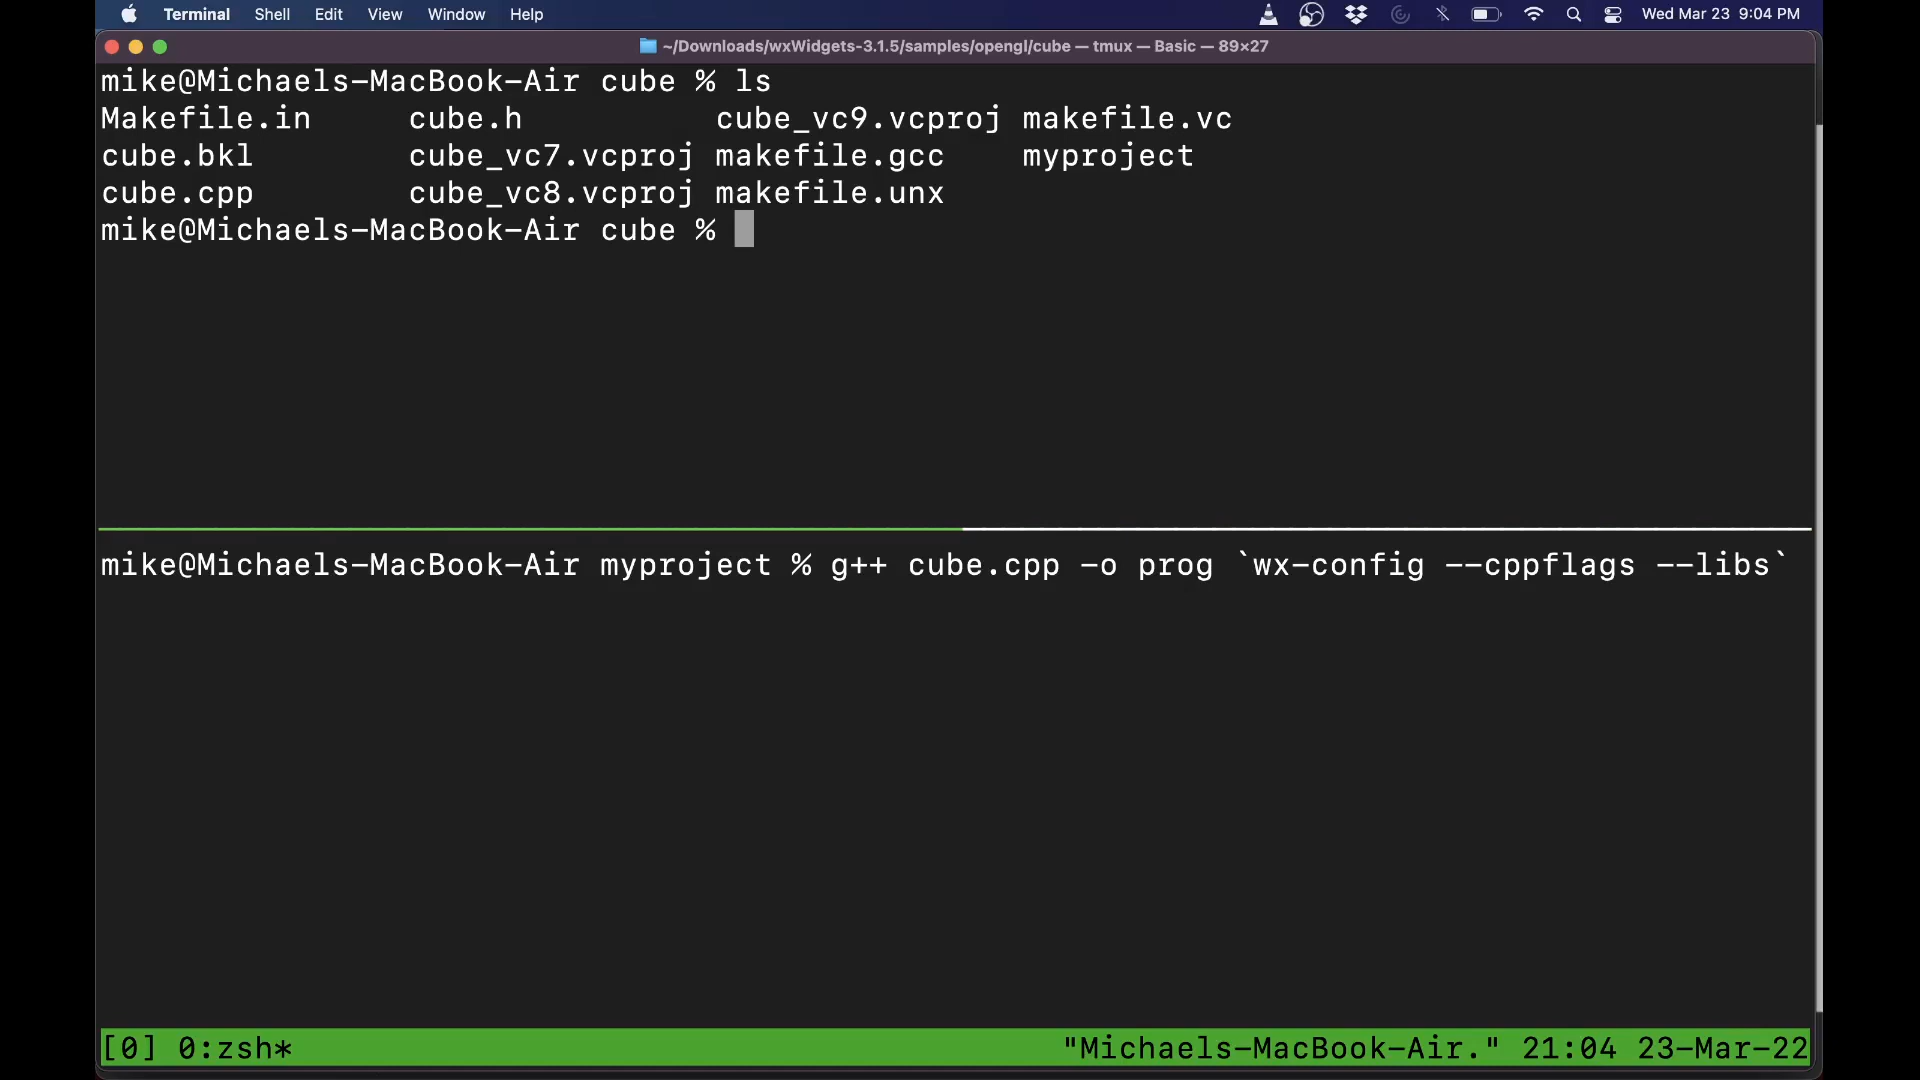 Terminal Shell Edit View Window Help Wed Mar 23 9:04 PM
~/Downloads/wxWidgets-3.1.5/samples/opengl/cube — tmux — Basic — 89×27
mike@Michaels-MacBook-Air cube % ls
Makefile.in cube.h cube_vc9.vcproj makefile.vc
cube.bkl cube_vc7.vcproj makefile.gcc myproject
cube.cpp cube_vc8.vcproj makefile.unx
mike@Michaels-MacBook-Air cube %
mike@Michaels-MacBook-Air myproject % g++ cube.cpp -o prog `wx-config --cppflags --libs`
[0] 0:zsh* "Michaels-MacBook-Air." 21:04 23-Mar-22